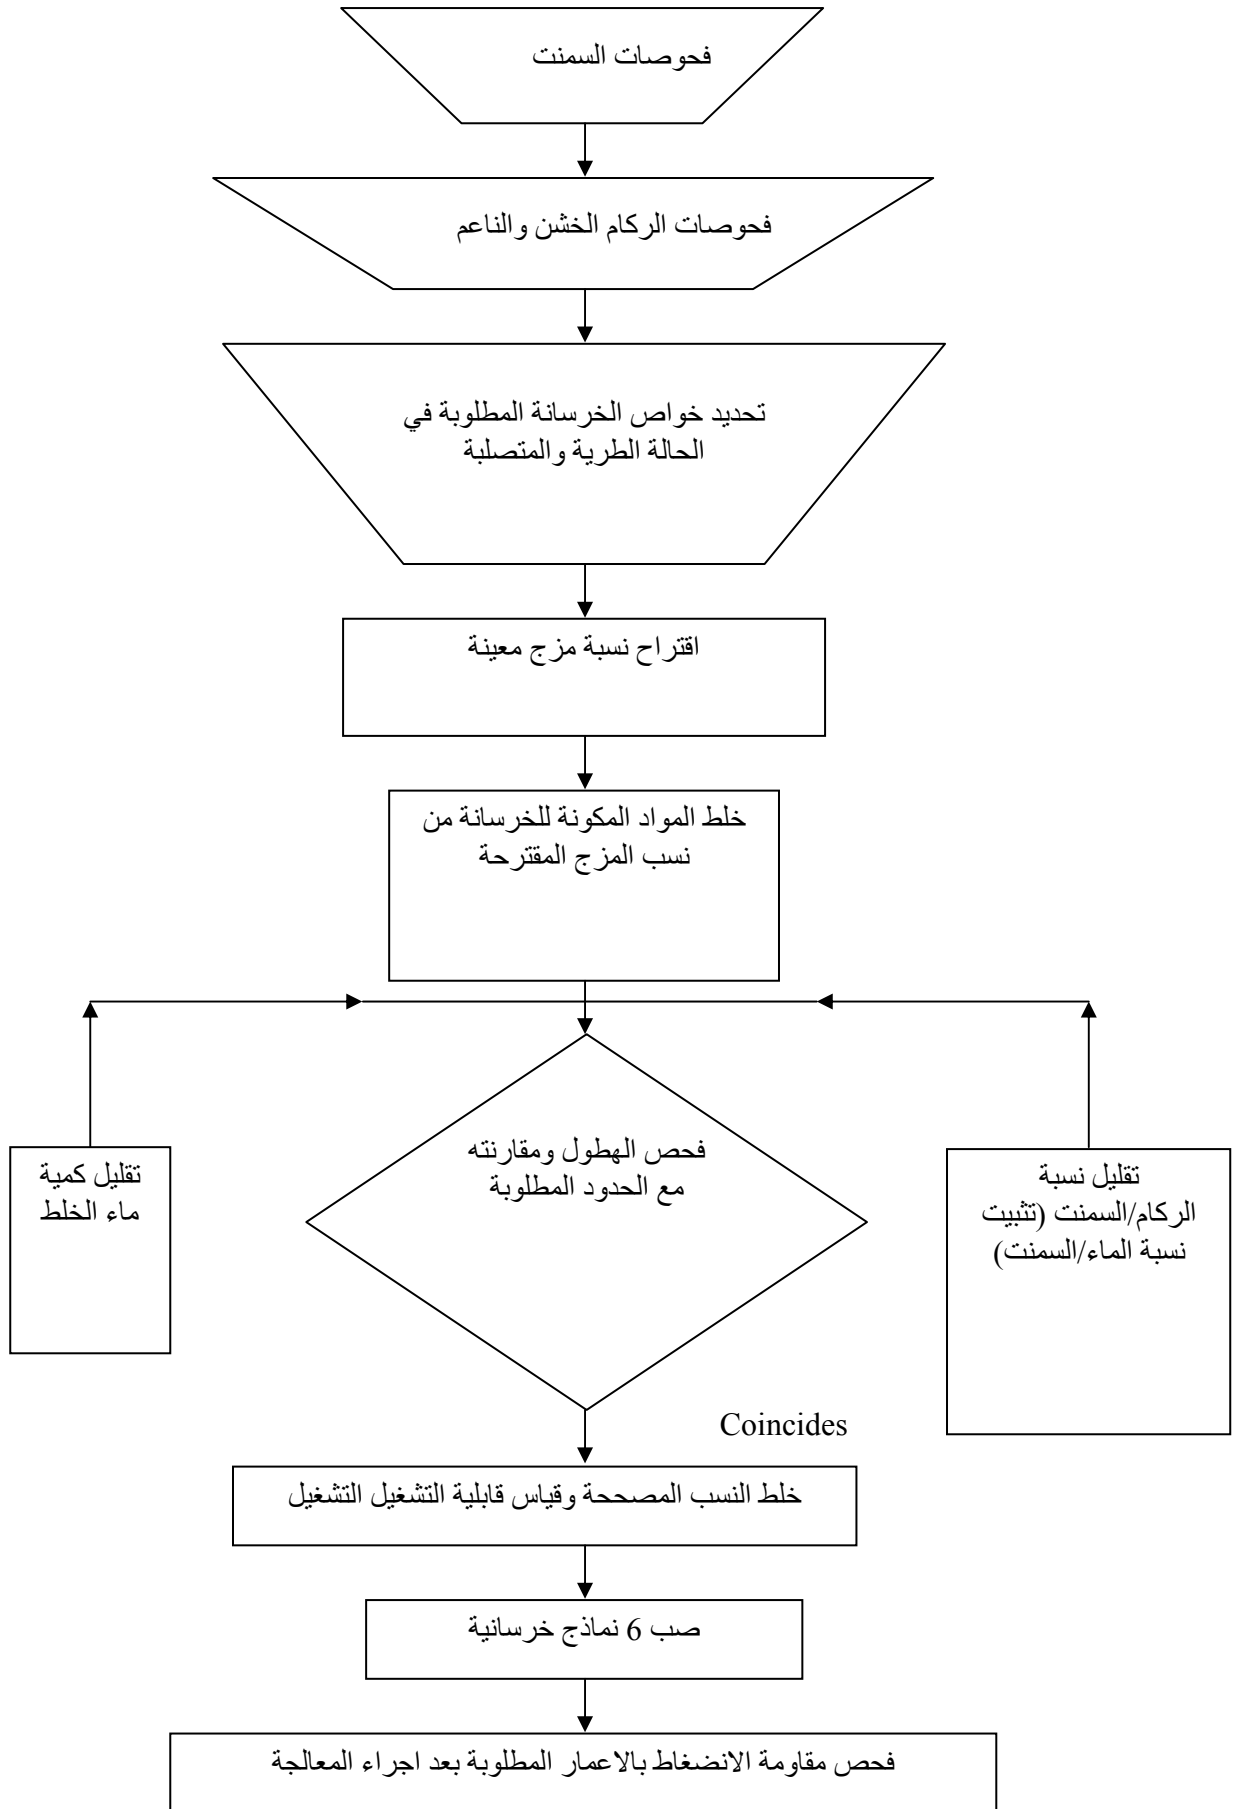 فحوصات السمنت
فحوصات الركام الخشن والناعم
تحديد خواص الخرسانة المطلوبة في
الحالة الطرية والمتصلبة
اقتراح نسبة مزج معينة
خلط المواد المكونة للخرسانة من
نسب المزج المقترحة
فحص الهطول ومقارنته
مع الحدود المطلوبة
تقليل نسبة
الركام/السمنت (تثبيت
نسبة الماء/السمنت)
تقليل كمية
ماء الخلط
Coincides
خلط النسب المصححة وقياس قابلية التشغيل التشغيل
صب 6 نماذج خرسانية
فحص مقاومة الانضغاط بالاعمار المطلوبة بعد اجراء المعالجة